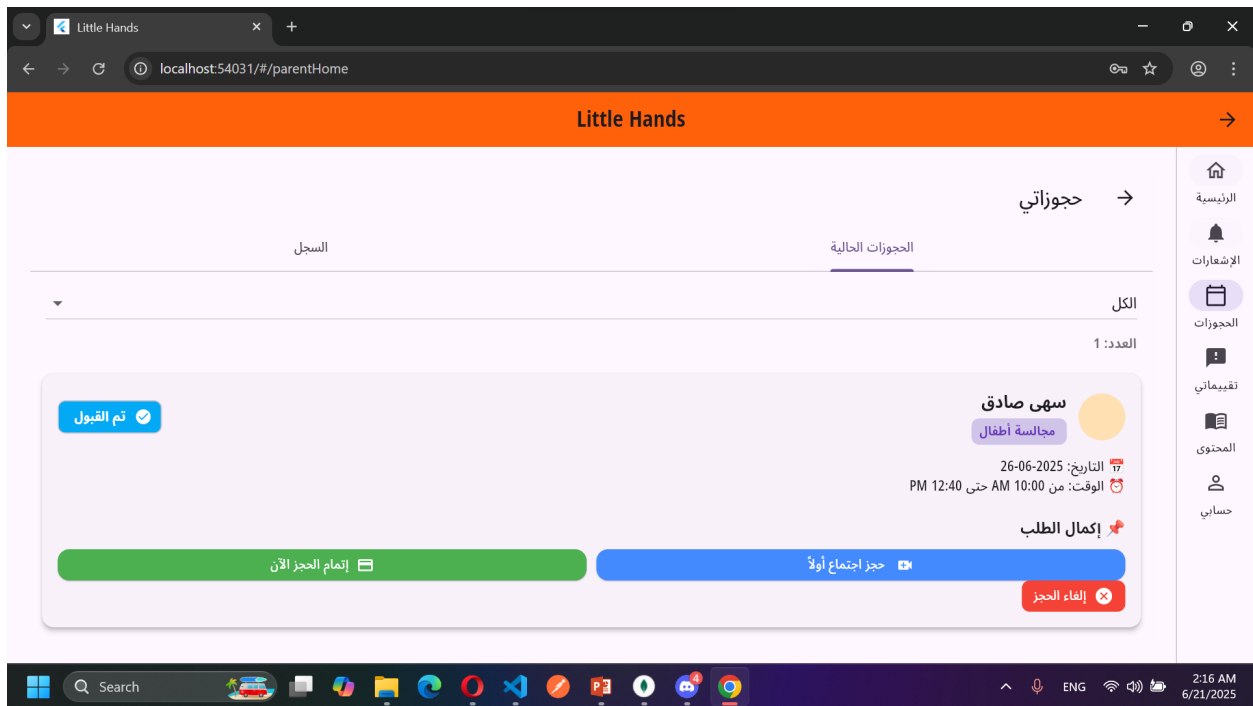 Little Hands
localhost:54031/#/parentHome
Little Hands
الرئيسية
الإشعارات
الحجوزات
تقييماتي
المحتوى
حسابي
حجوزاتي
الحجوزات الحالية
السجل
الكل
العدد: 1
سهى صادق
مجالسة أطفال
تم القبول
التاريخ: 2025-06-26
الوقت: من 10:00 AM حتى 12:40 PM
إكمال الطلب
حجز اجتماع أولاً
إتمام الحجز الآن
إلغاء الحجز
Search
4
ENG
2:16 AM
6/21/2025